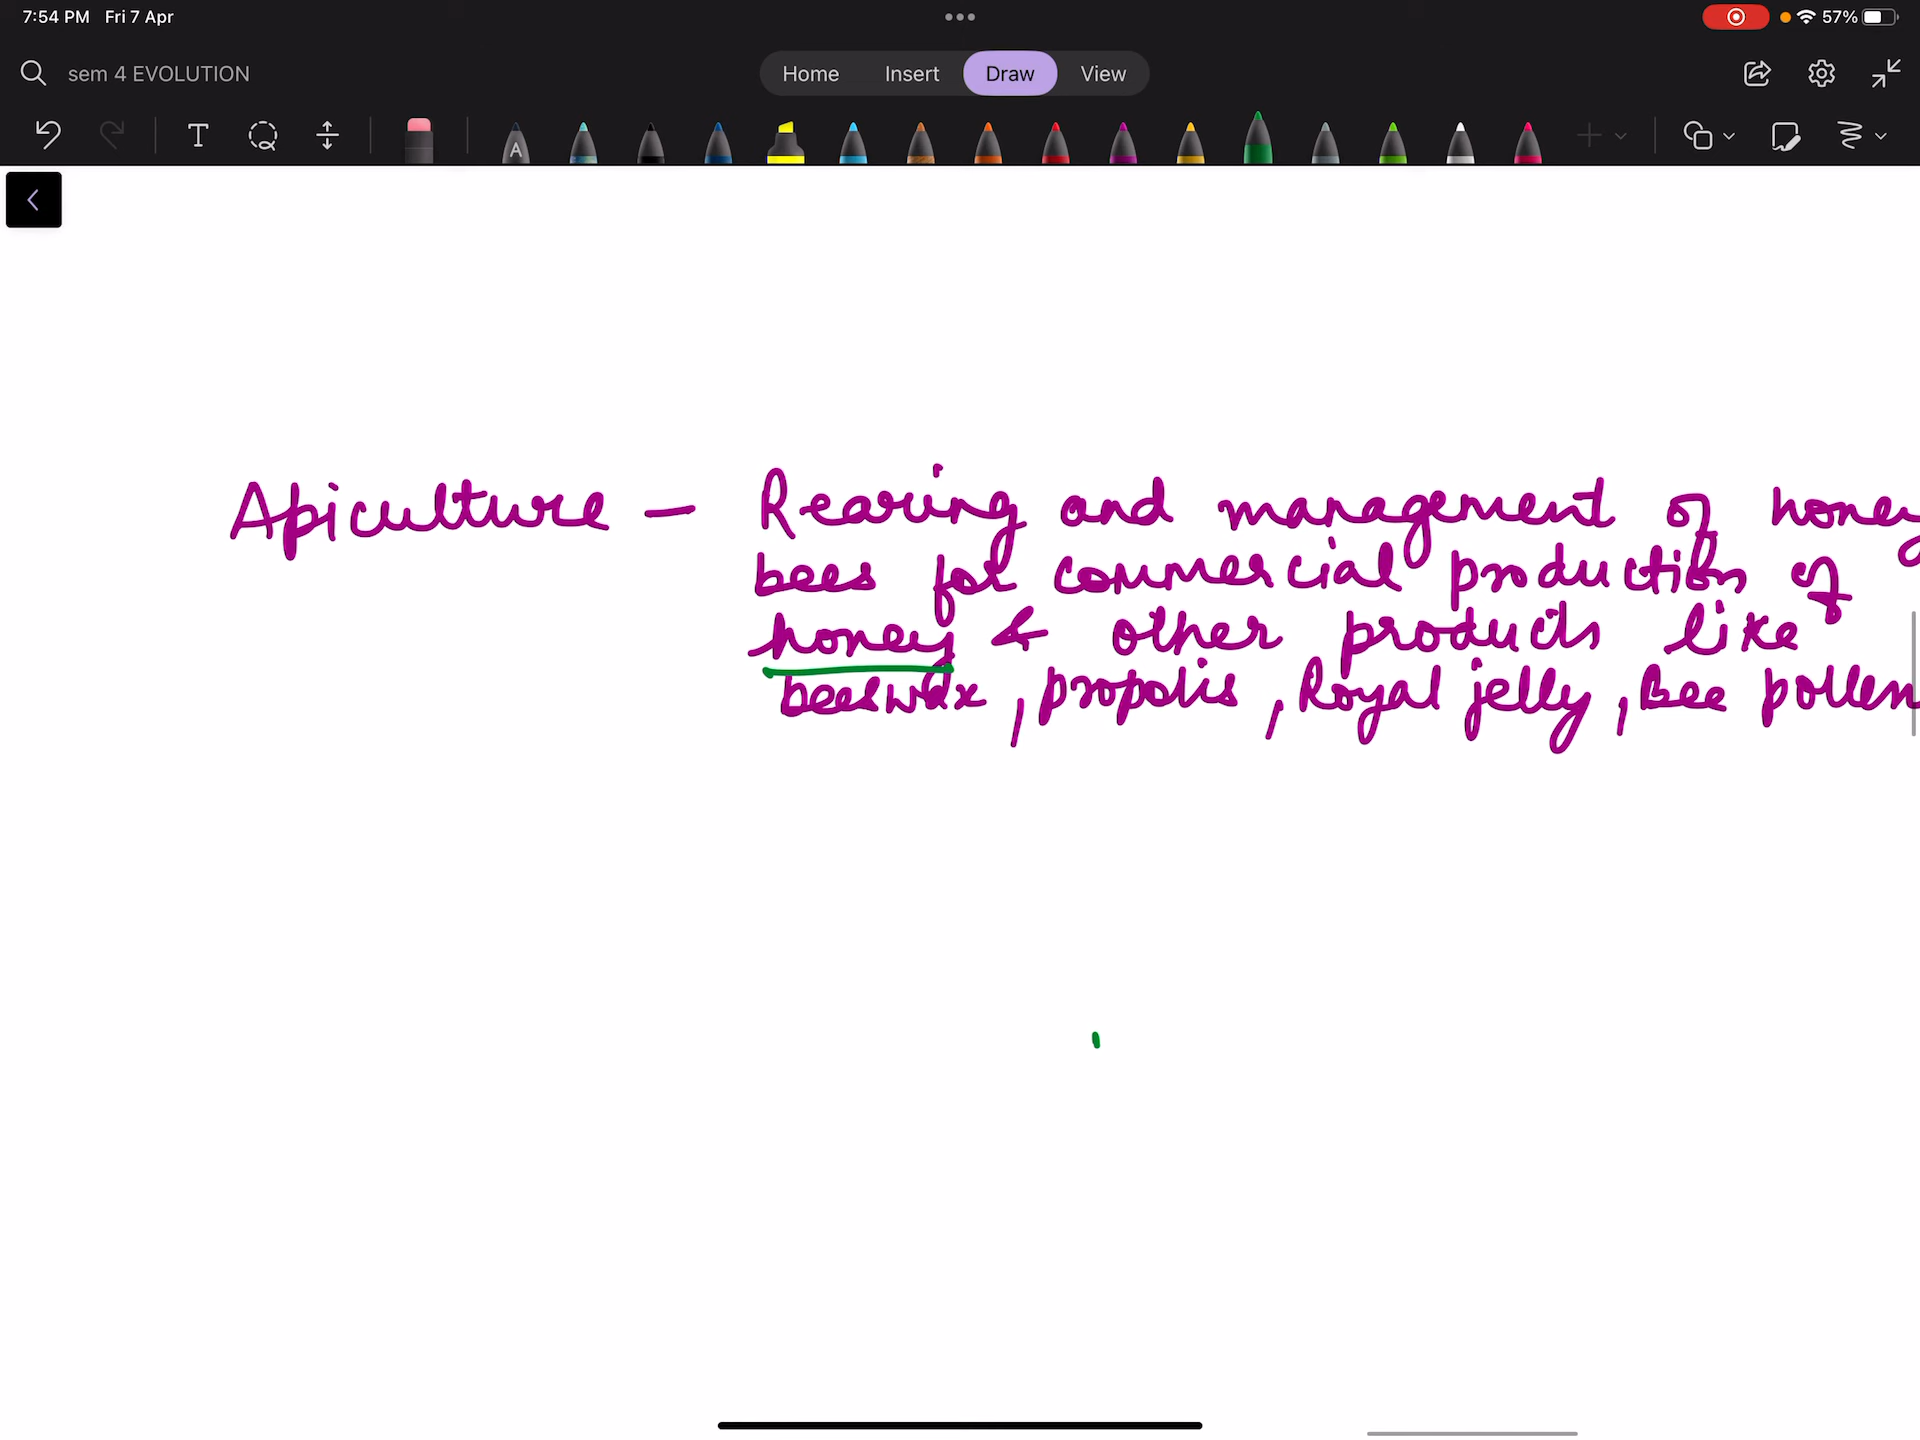 7:54 PM Fri 7 Apr
57%
sem 4 EVOLUTION
Home Insert Draw View
T
A
Apiculture - Rearing and management of honey
bees for commercial production of
honey & other products like
beeswax, propolis, Royal jelly, Bee pollen